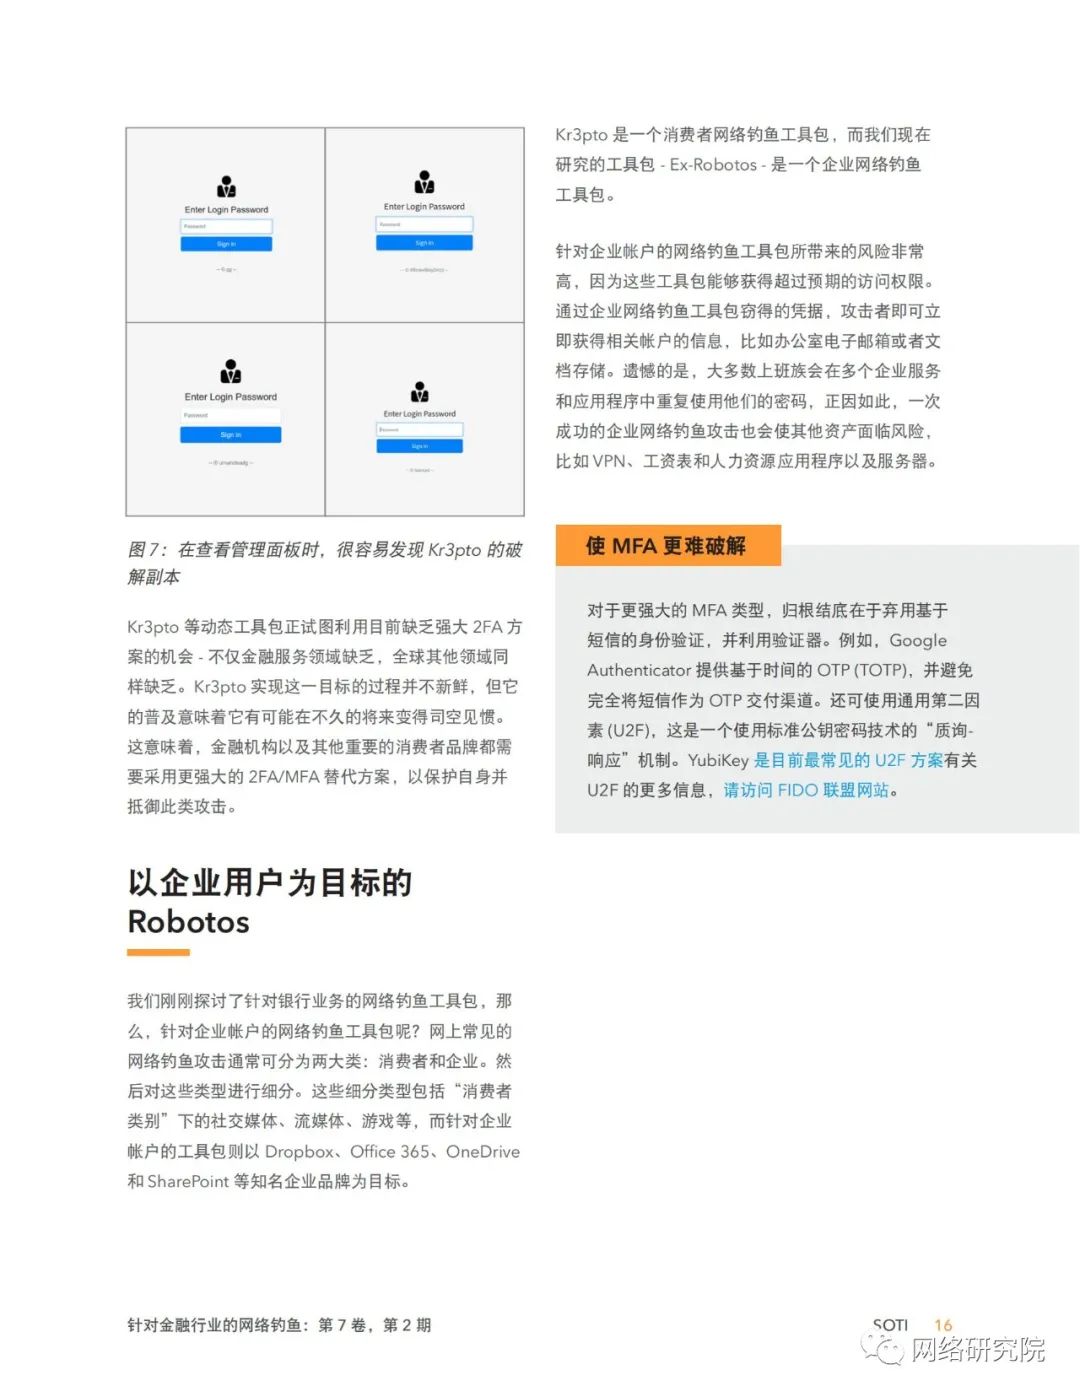 Enter Login Password
Password
Sign in
Enter Login Password
Password
Sign in
Enter Login Password
Password
Sign in
Enter Login Password
Password
Sign in
图 7：在查看管理面板时，很容易发现 Kr3pto 的破
解副本
Kr3pto 等动态工具包正试图利用目前缺乏强大 2FA 方
案的机会 - 不仅金融服务领域缺乏，全球其他领域同
样缺乏。Kr3pto 实现这一目标的过程并不新鲜，但它
的普及意味着它有可能在不久的将来变得司空见惯。
这意味着，金融机构以及其他重要的消费者品牌都需
要采用更强大的 2FA/MFA 替代方案，以保护自身并
抵御此类攻击。
以企业用户为目标的
Robotos
我们刚刚探讨了针对银行业务的网络钓鱼工具包，那
么，针对企业帐户的网络钓鱼工具包呢？网上常见的
网络钓鱼攻击通常可分为两大类：消费者和企业。然
后对这些类型进行细分。这些细分类型包括“消费者
类别”下的社交媒体、流媒体、游戏等，而针对企业
帐户的工具包则以 Dropbox、Office 365、OneDrive
和 SharePoint 等知名企业品牌为目标。
Kr3pto 是一个消费者网络钓鱼工具包，而我们现在
研究的工具包 - Ex-Robotos - 是一个企业网络钓鱼
工具包。
针对企业帐户的网络钓鱼工具包所带来的风险非常
高，因为这些工具包能够获得超过预期的访问权限。
通过企业网络钓鱼工具包窃得的凭据，攻击者即可立
即获得相关帐户的信息，比如办公室电子邮箱或者文
档存储。遗憾的是，大多数上班族会在多个企业服务
和应用程序中重复使用他们的密码，正因如此，一次
成功的企业网络钓鱼攻击也会使其他资产面临风险，
比如 VPN、工资表和人力资源应用程序以及服务器。
使 MFA 更难破解
对于更强大的 MFA 类型，归根结底在于弃用基于
短信的身份验证，并利用验证器。例如，Google
Authenticator 提供基于时间的 OTP (TOTP)，并避免
完全将短信作为 OTP 交付渠道。还可使用通用第二因
素 (U2F)，这是一个使用标准公钥密码技术的“质询-
响应”机制。YubiKey 是目前最常见的 U2F 方案有关
U2F 的更多信息，请访问 FIDO 联盟网站。
针对金融行业的网络钓鱼：第 7 卷，第 2 期
SOTI 16
网络研究院